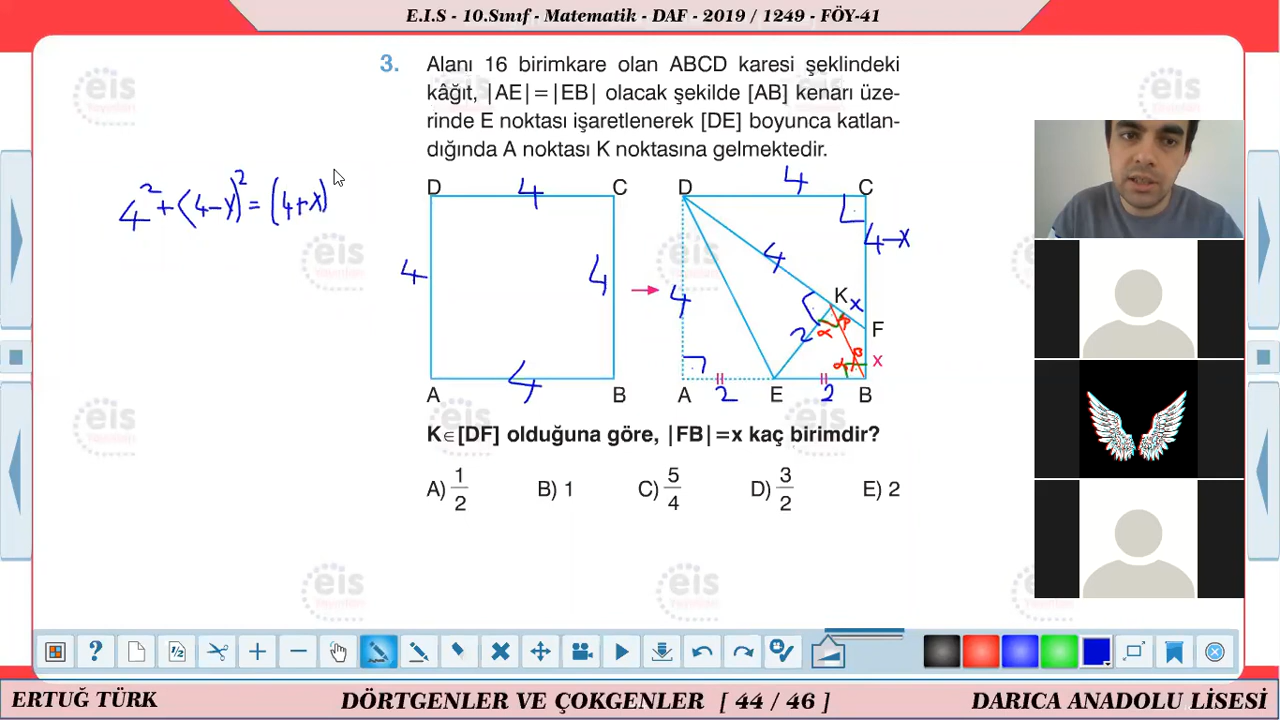 E.I.S - 10.Sınıf - Matematik - DAF - 2019 / 1249 - FÖY-41
3. Alanı 16 birimkare olan ABCD karesi şeklindeki
kâğıt, |AE|=|EB| olacak şekilde [AB] kenarı üze-
rinde E noktası işaretlenerek [DE] boyunca katlan-
dığında A noktası K noktasına gelmektedir.
4² + (4-x)² = (4+x)
D 4 C
4 4
A 4 B
D 4 C
4-x
4 4
K x
F
2 α β
α β x
A E B
2 2
K∈[DF] olduğuna göre, |FB|=x kaç birimdir?
A) 1/2 B) 1 C) 5/4 D) 3/2 E) 2
eis
Yayınları
ERTUĞ TÜRK DÖRTGENLER VE ÇOKGENLER [ 44 / 46 ] DARICA ANADOLU LİSESİ